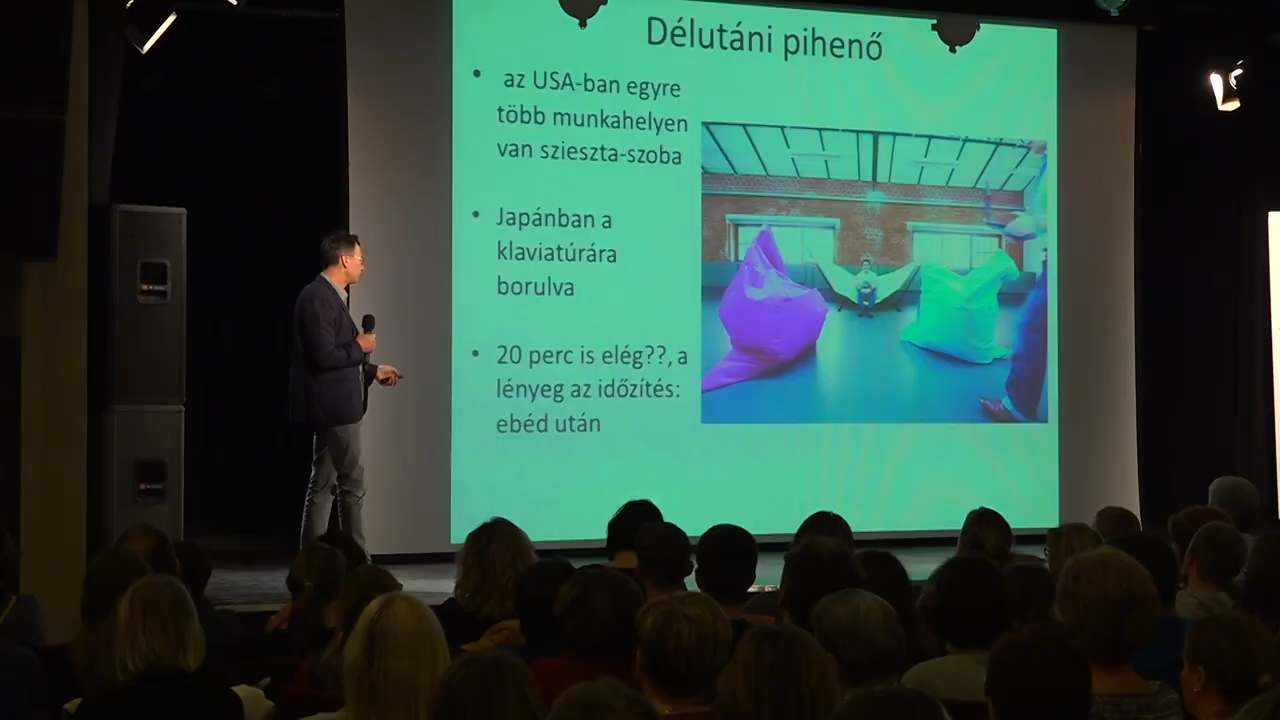 Délutáni pihenő
• az USA-ban egyre
több munkahelyen
van szieszta-szoba
• Japánban a
klaviatúrára
borulva
• 20 perc is elég??, a
lényeg az időzítés:
ebéd után